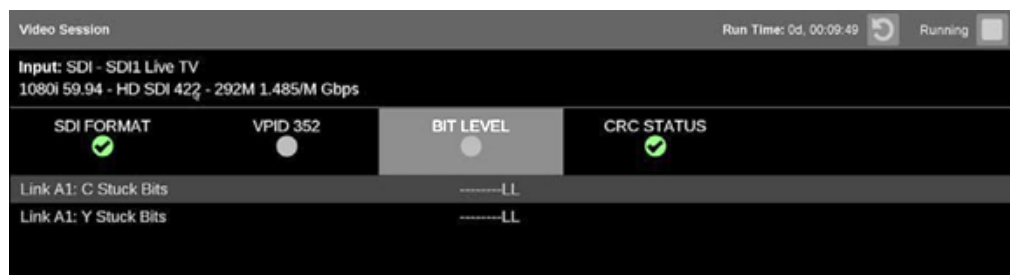 Video Session Run Time: 0d, 00:09:49 Running
Input: SDI - SDI1 Live TV
1080i 59.94 - HD SDI 422 - 292M 1.485/M Gbps
SDI FORMAT VPID 352 BIT LEVEL CRC STATUS
Link A1: C Stuck Bits --------LL
Link A1: Y Stuck Bits --------LL